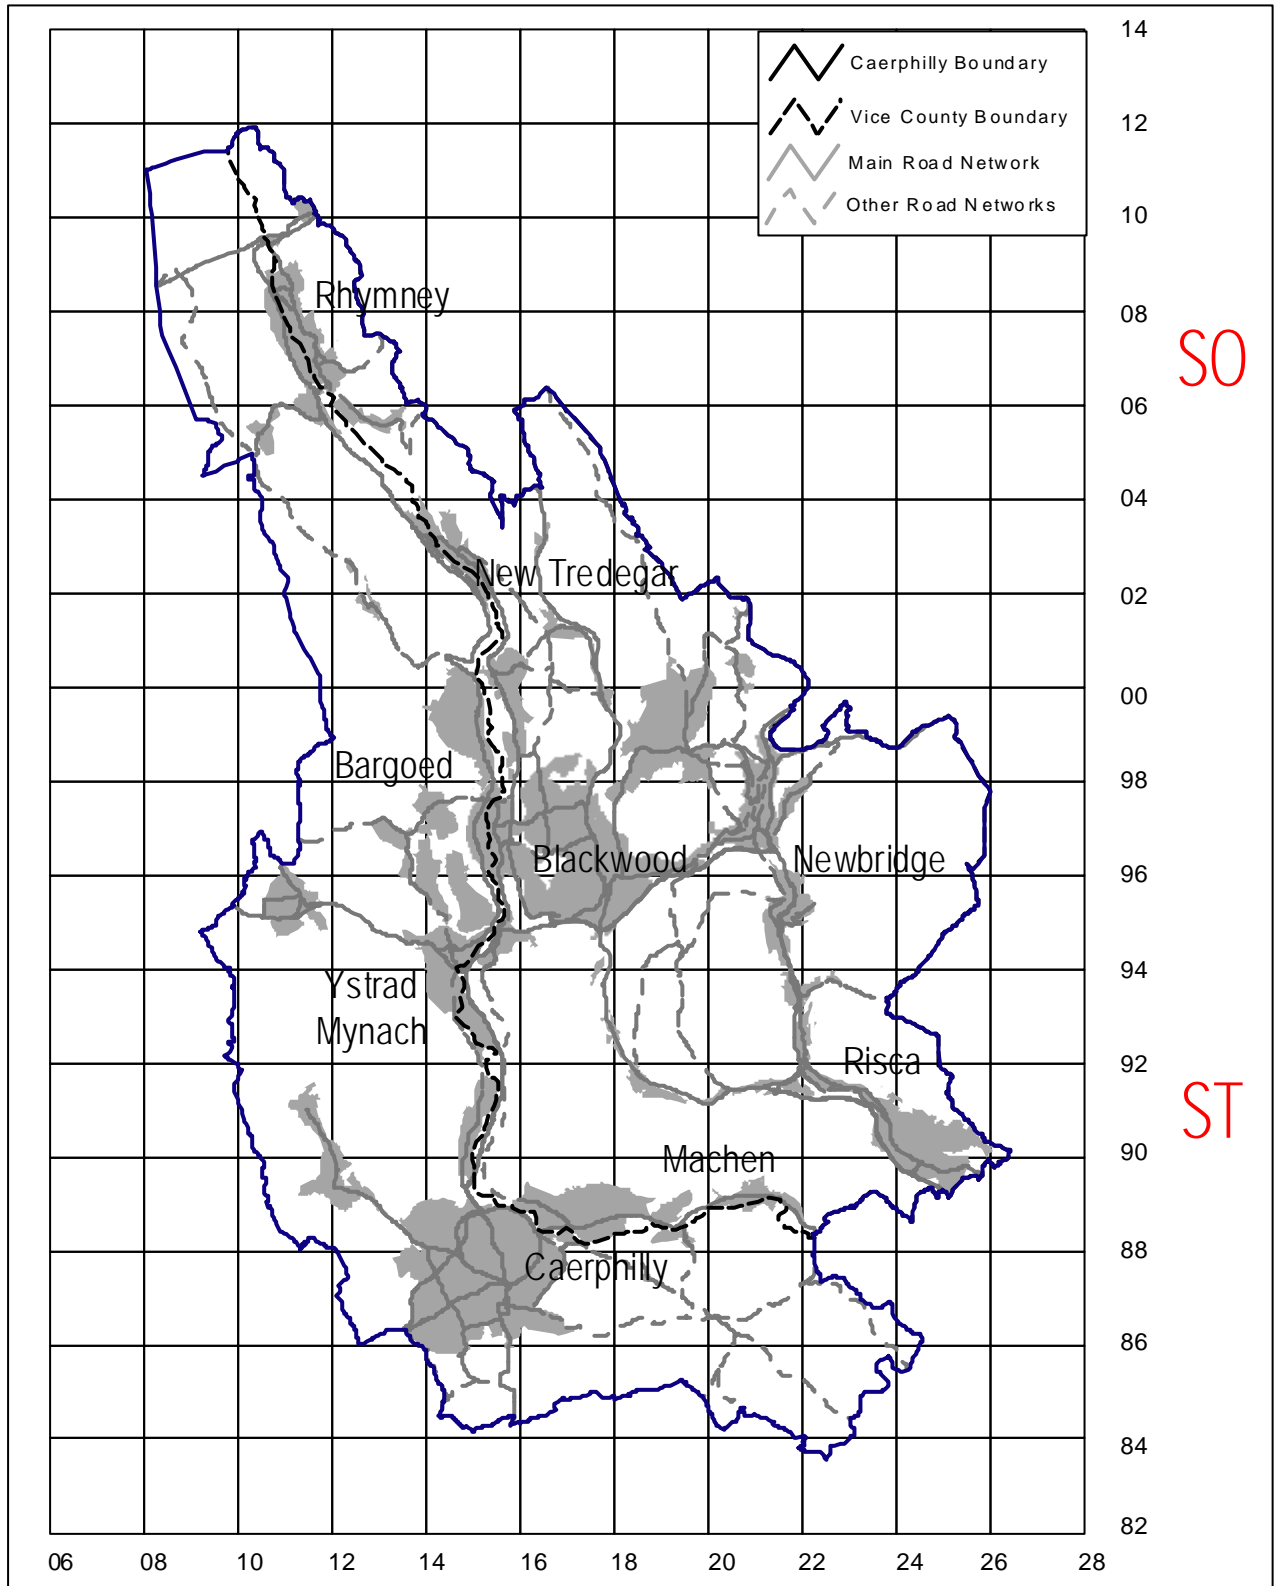 14
Caerphilly Boundary
Vice County Boundary
12
Main Road Network
Other Road Networks
10
Rhymney
08
SO
06
04
New Tredegar
02
00
Bargoed
98
Blackwood
Newbridge
96
Ystrad
Mynach
94
Risca
92
ST
Machen
90
Caerphilly
88
86
84
82
06 08 10 12 14 16 18 20 22 24 26 28